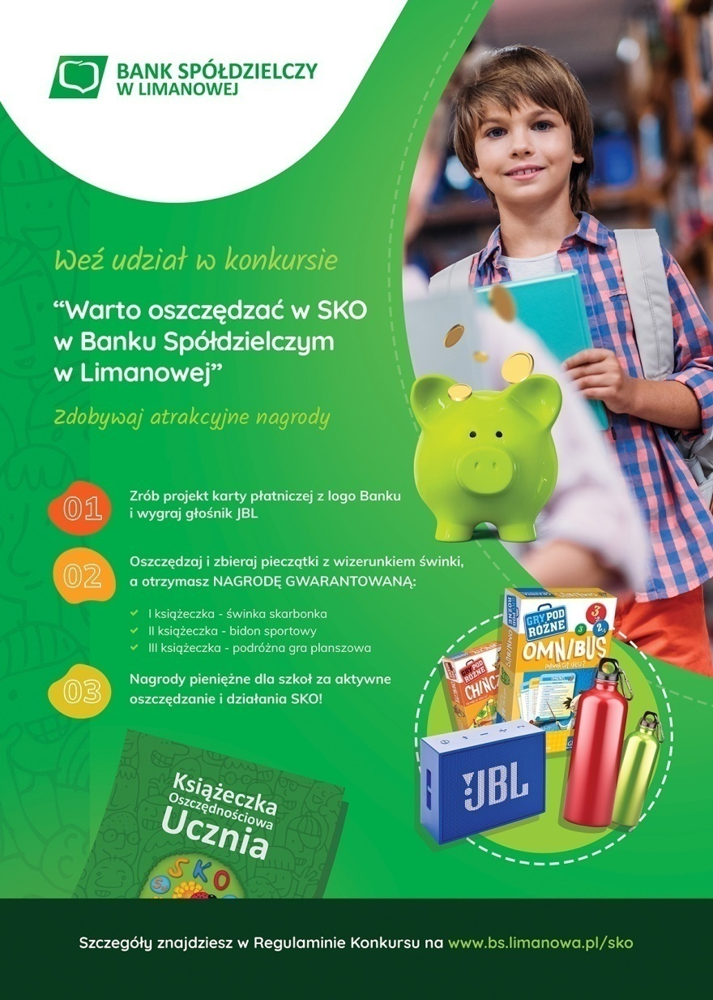 BANK SPÓŁDZIELCZY
W LIMANOWEJ
Weź udział w konkursie
“Warto oszczędzać w SKO
w Banku Spółdzielczym
w Limanowej”
Zdobywaj atrakcyjne nagrody
01
Zrób projekt karty płatniczej z logo Banku
i wygraj głośnik JBL
02
Oszczędzaj i zbieraj pieczątki z wizerunkiem świnki,
a otrzymasz NAGRODĘ GWARANTOWANĄ:
I książeczka - świnka skarbonka
II książeczka - bidon sportowy
III książeczka - podróżna gra planszowa
03
Nagrody pieniężne dla szkoł za aktywne
oszczędzanie i działania SKO!
GRY POD
RÓŻNE
OMNIBUS
GRY POD
RÓŻNE
CHIŃCZ
JBL
Książeczka
Oszczędnościowa
Ucznia
SKO
Szczegóły znajdziesz w Regulaminie Konkursu na www.bs.limanowa.pl/sko